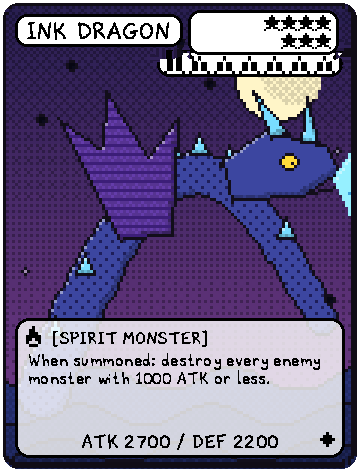 INK DRAGON
[SPIRIT MONSTER]
When summoned: destroy every enemy
monster with 1000 ATK or less.
ATK 2700 / DEF 2200